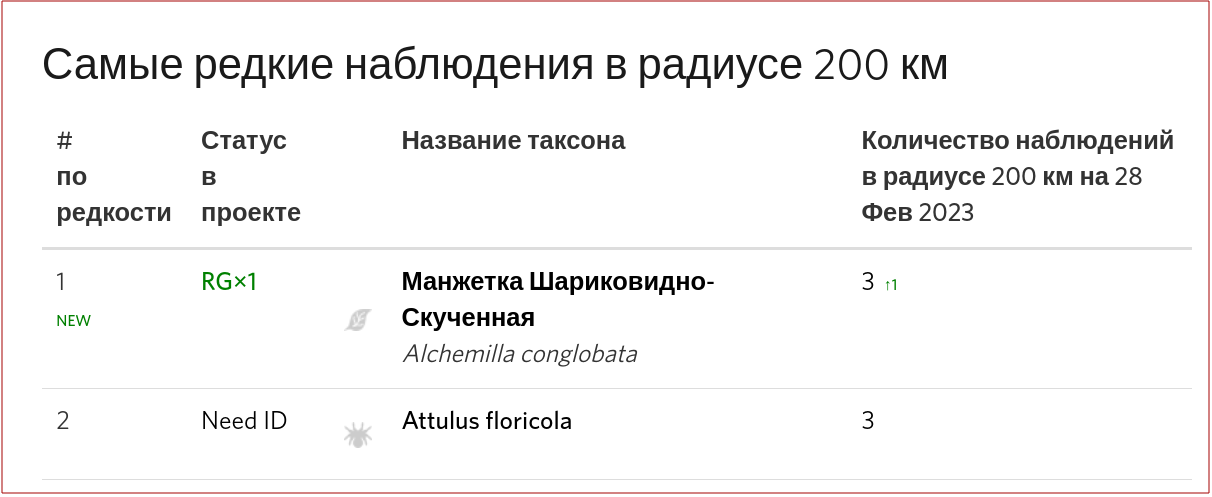 Самые редкие наблюдения в радиусе 200 км
# по редкости
Статус в проекте
Название таксона
Количество наблюдений в радиусе 200 км на 28 Фев 2023
1
NEW
RG×1
Манжетка Шариковидно-
Скученная
Alchemilla conglobata
3 ↑1
2
Need ID
Attulus floricola
3